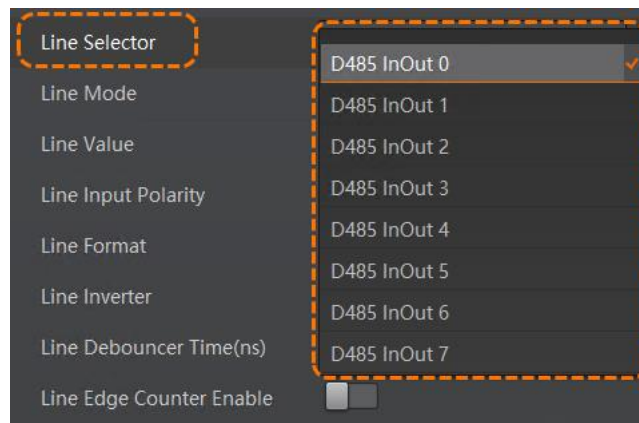 Line Selector
D485 InOut 0
Line Mode
D485 InOut 1
Line Value
D485 InOut 2
Line Input Polarity
D485 InOut 3
Line Format
D485 InOut 4
D485 InOut 5
Line Inverter
D485 InOut 6
Line Debouncer Time(ns)
D485 InOut 7
Line Edge Counter Enable